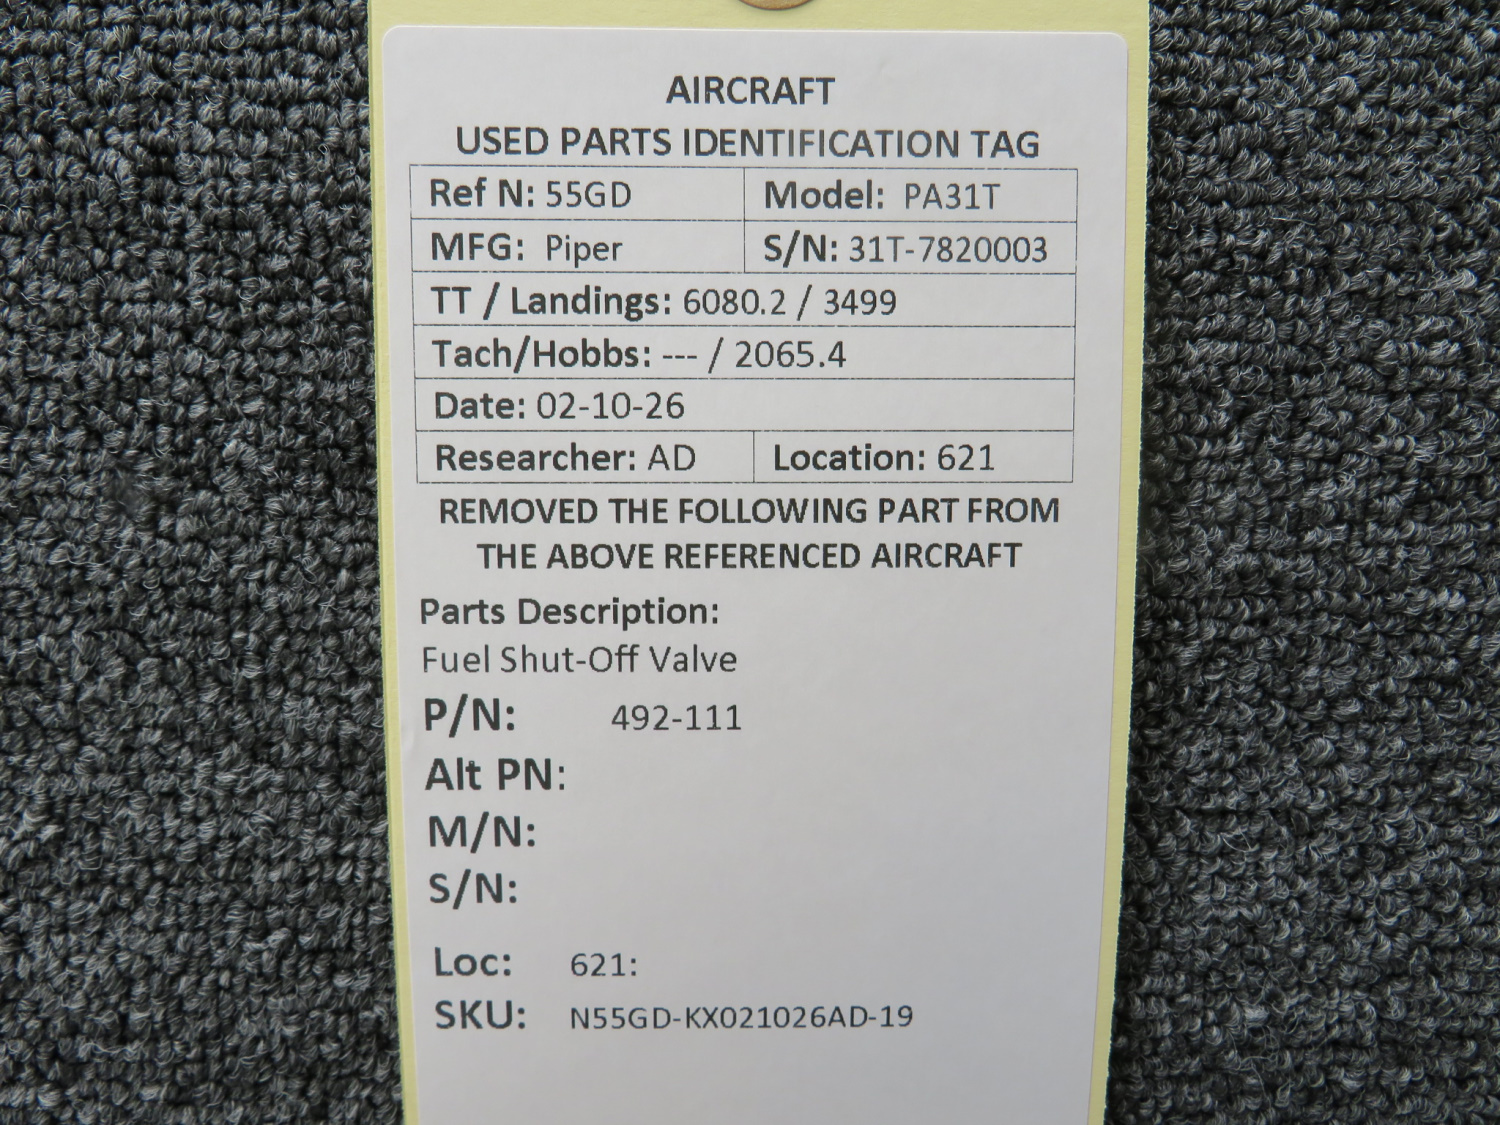 AIRCRAFT
USED PARTS IDENTIFICATION TAG
Ref N: 55GD Model: PA31T
MFG: Piper S/N: 31T-7820003
TT / Landings: 6080.2 / 3499
Tach/Hobbs: --- / 2065.4
Date: 02-10-26
Researcher: AD Location: 621
REMOVED THE FOLLOWING PART FROM
THE ABOVE REFERENCED AIRCRAFT
Parts Description:
Fuel Shut-Off Valve
P/N: 492-111
Alt PN:
M/N:
S/N:
Loc: 621:
SKU: N55GD-KX021026AD-19